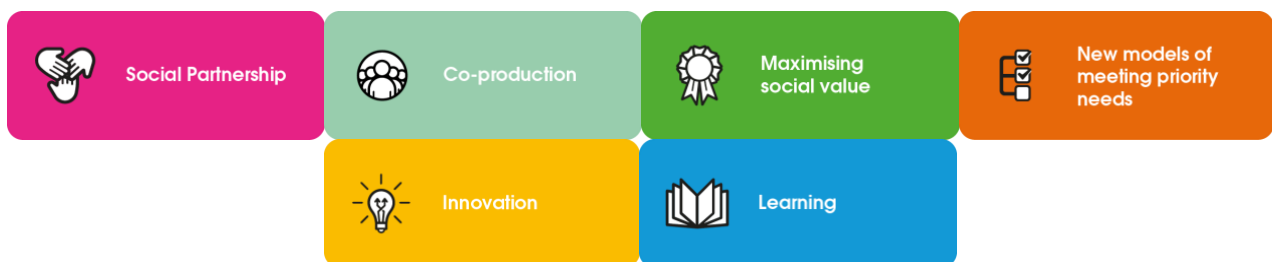 Social Partnership
Co-production
Maximising
social value
New models of
meeting priority
needs
Innovation
Learning